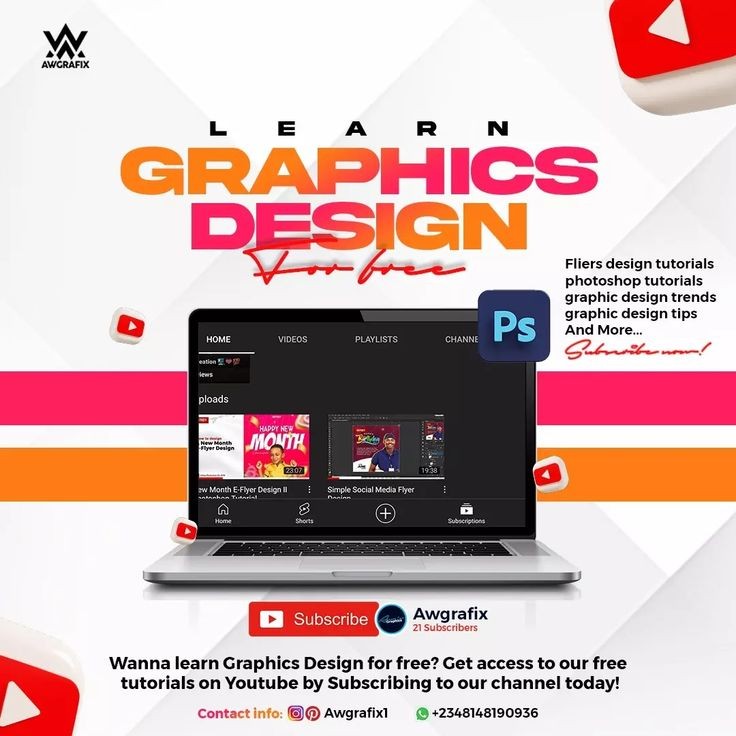 AWGRAFIX
LEARN
GRAPHICS
DESIGN
For free
Fliers design tutorials
photoshop tutorials
graphic design trends
graphic design tips
And More...
Subscribe now!
Ps
HOME VIDEOS PLAYLISTS CHANNE
eation
iews
ploads
HAPPY NEW
MONTH
23:07
Birthday
19:38
ew Month E-Flyer Design II
otoshop Tutorial
Simple Social Media Flyer
Design
Home Shorts Subscriptions
Subscribe
Awgrafix
21 Subscribers
Wanna learn Graphics Design for free? Get access to our free
tutorials on Youtube by Subscribing to our channel today!
Contact info: Awgrafix1 +2348148190936